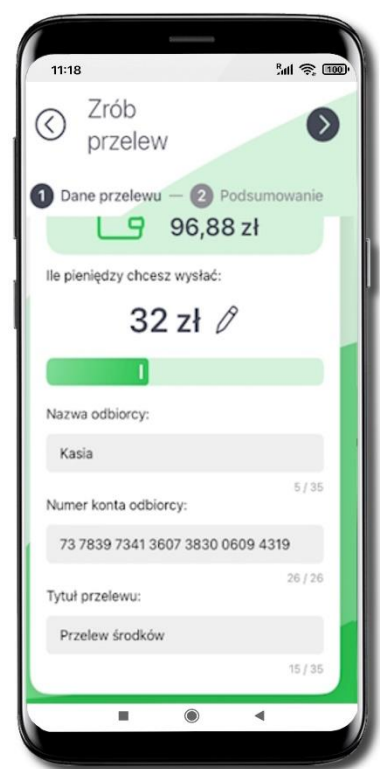 11:18
R
100
Zrób
przelew
1 Dane przelewu — 2 Podsumowanie
96,88 zł
Ile pieniędzy chcesz wysłać:
32 zł
Nazwa odbiorcy:
Kasia
5 / 35
Numer konta odbiorcy:
73 7839 7341 3607 3830 0609 4319
26 / 26
Tytuł przelewu:
Przelew środków
15 / 35